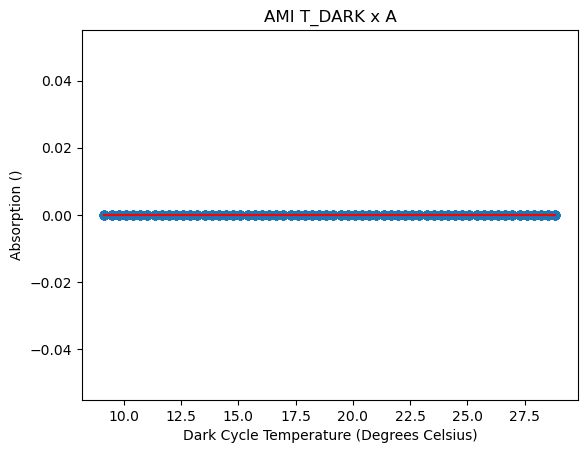 AMI T_DARK x A
Absorption ()
0.04
0.02
0.00
−0.02
−0.04
10.0 12.5 15.0 17.5 20.0 22.5 25.0 27.5
Dark Cycle Temperature (Degrees Celsius)